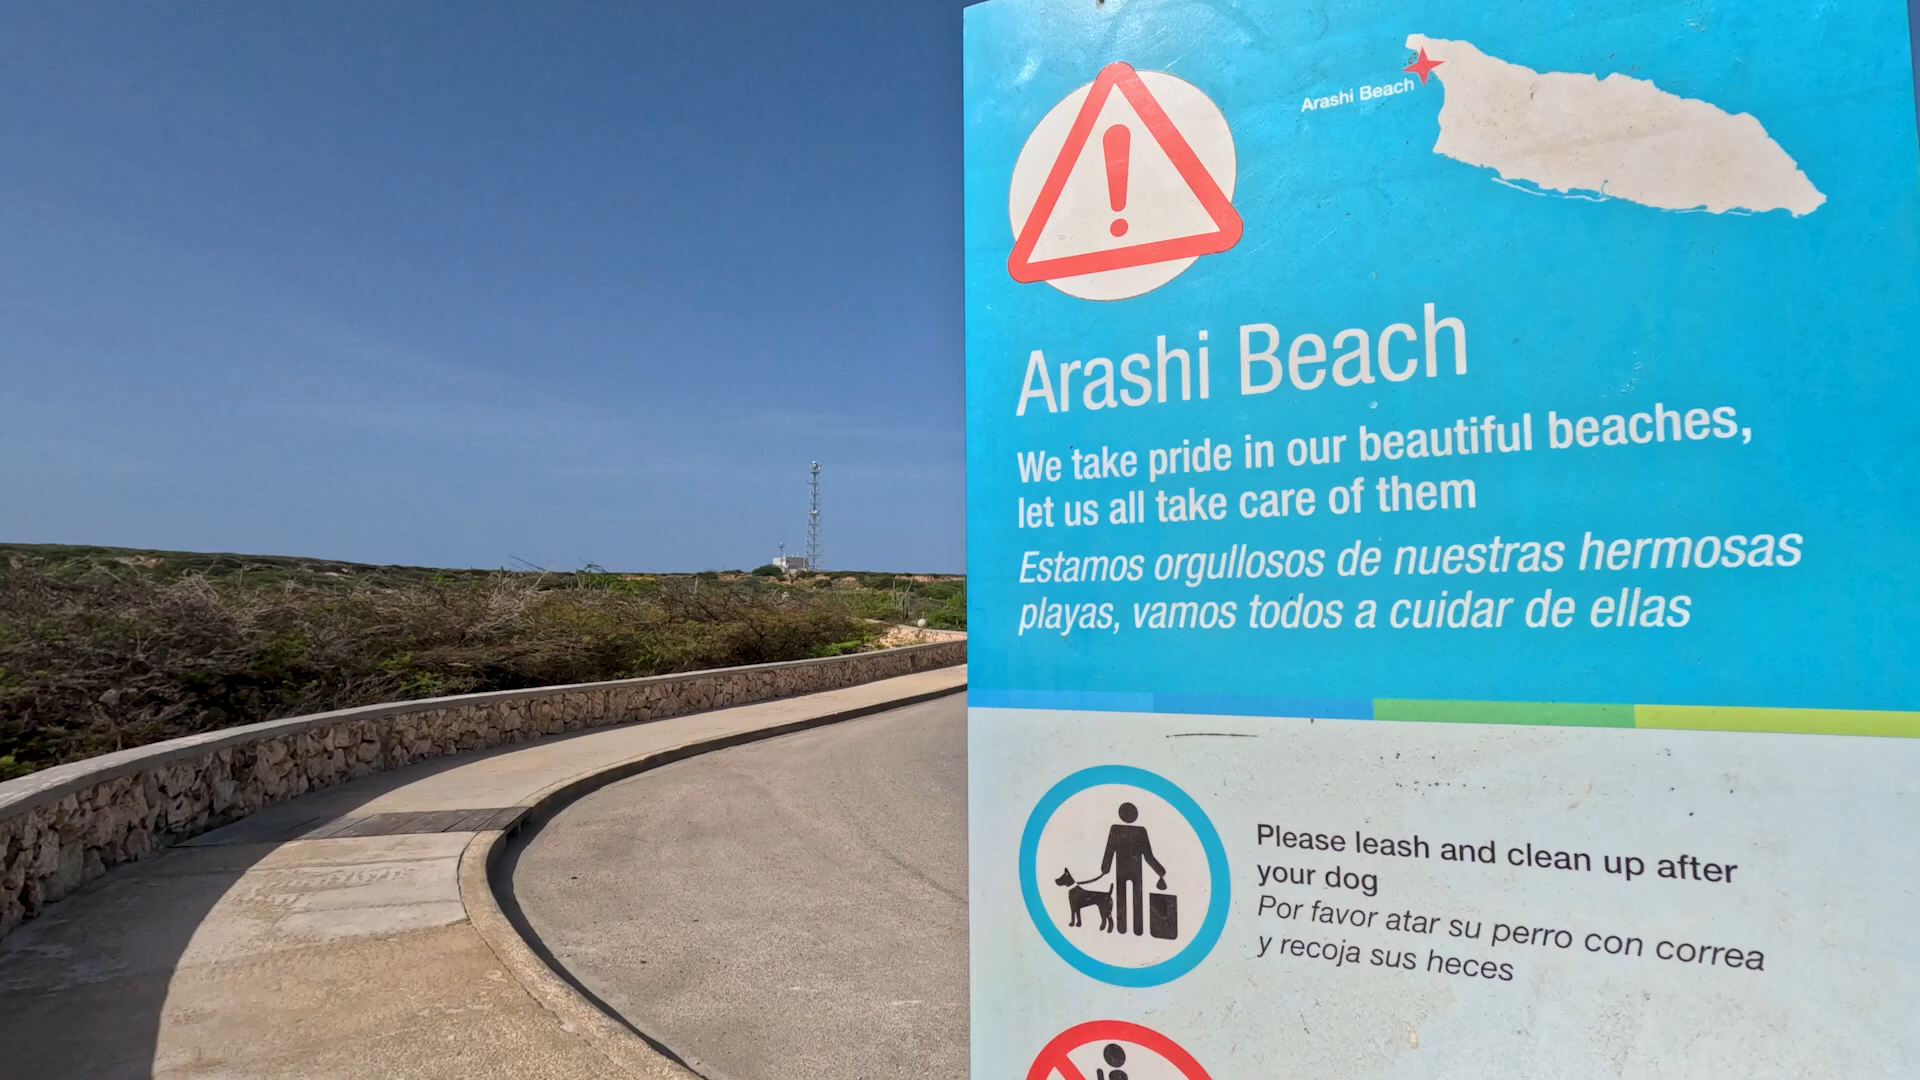 Arashi Beach
Arashi Beach
We take pride in our beautiful beaches,
let us all take care of them
Estamos orgullosos de nuestras hermosas
playas, vamos todos a cuidar de ellas
Please leash and clean up after
your dog
Por favor atar su perro con correa
y recoja sus heces